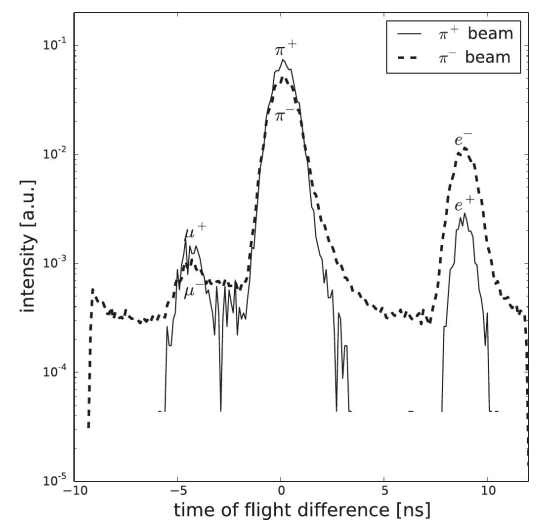 π⁺ beam
π⁻ beam
10⁻¹
10⁻²
10⁻³
10⁻⁴
10⁻⁵
intensity [a.u.]
π⁺
π⁻
e⁻
e⁺
μ⁺
μ⁻
−10
−5
0
5
10
time of flight difference [ns]